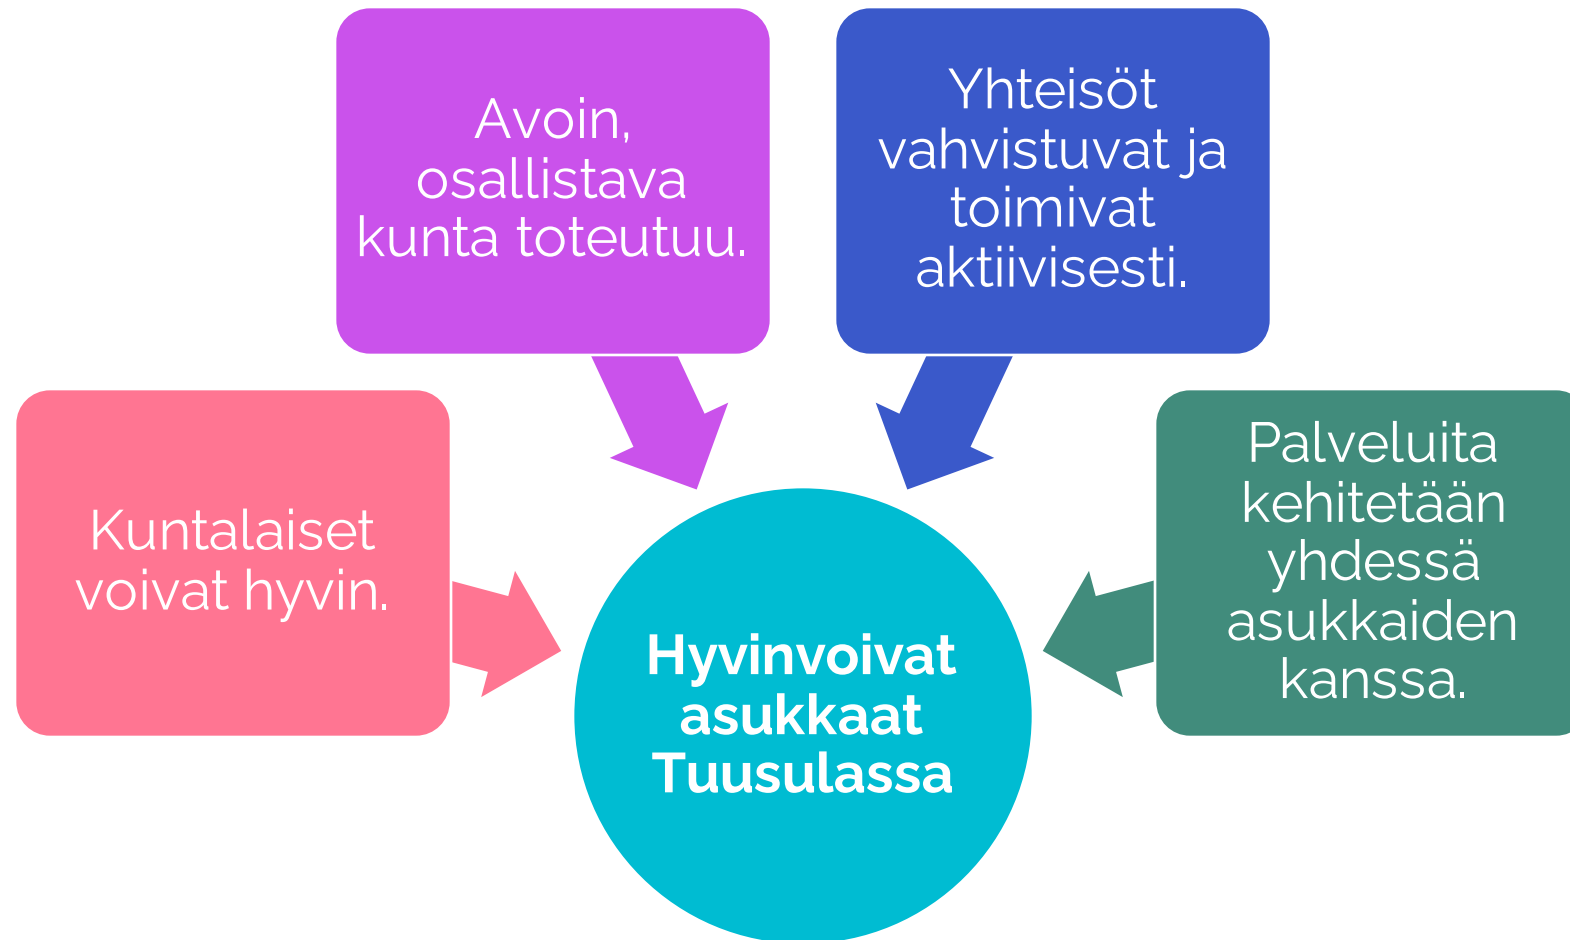 Avoin,
osallistava
kunta toteutuu.
Yhteisöt
vahvistuvat ja
toimivat
aktiivisesti.
Kuntalaiset
voivat hyvin.
Palveluita
kehitetään
yhdessä
asukkaiden
kanssa.
Hyvinvoivat
asukkaat
Tuusulassa